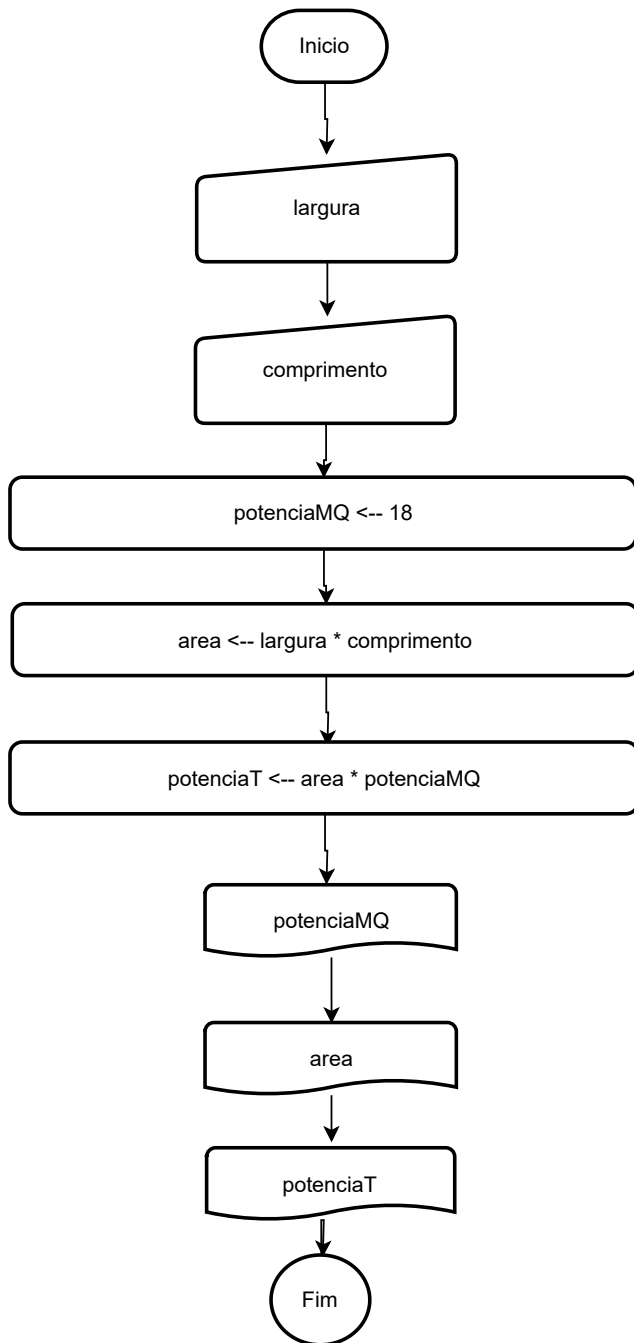 Inicio
largura
comprimento
potenciaMQ <-- 18
area <-- largura * comprimento
potenciaT <-- area * potenciaMQ
potenciaMQ
area
potenciaT
Fim